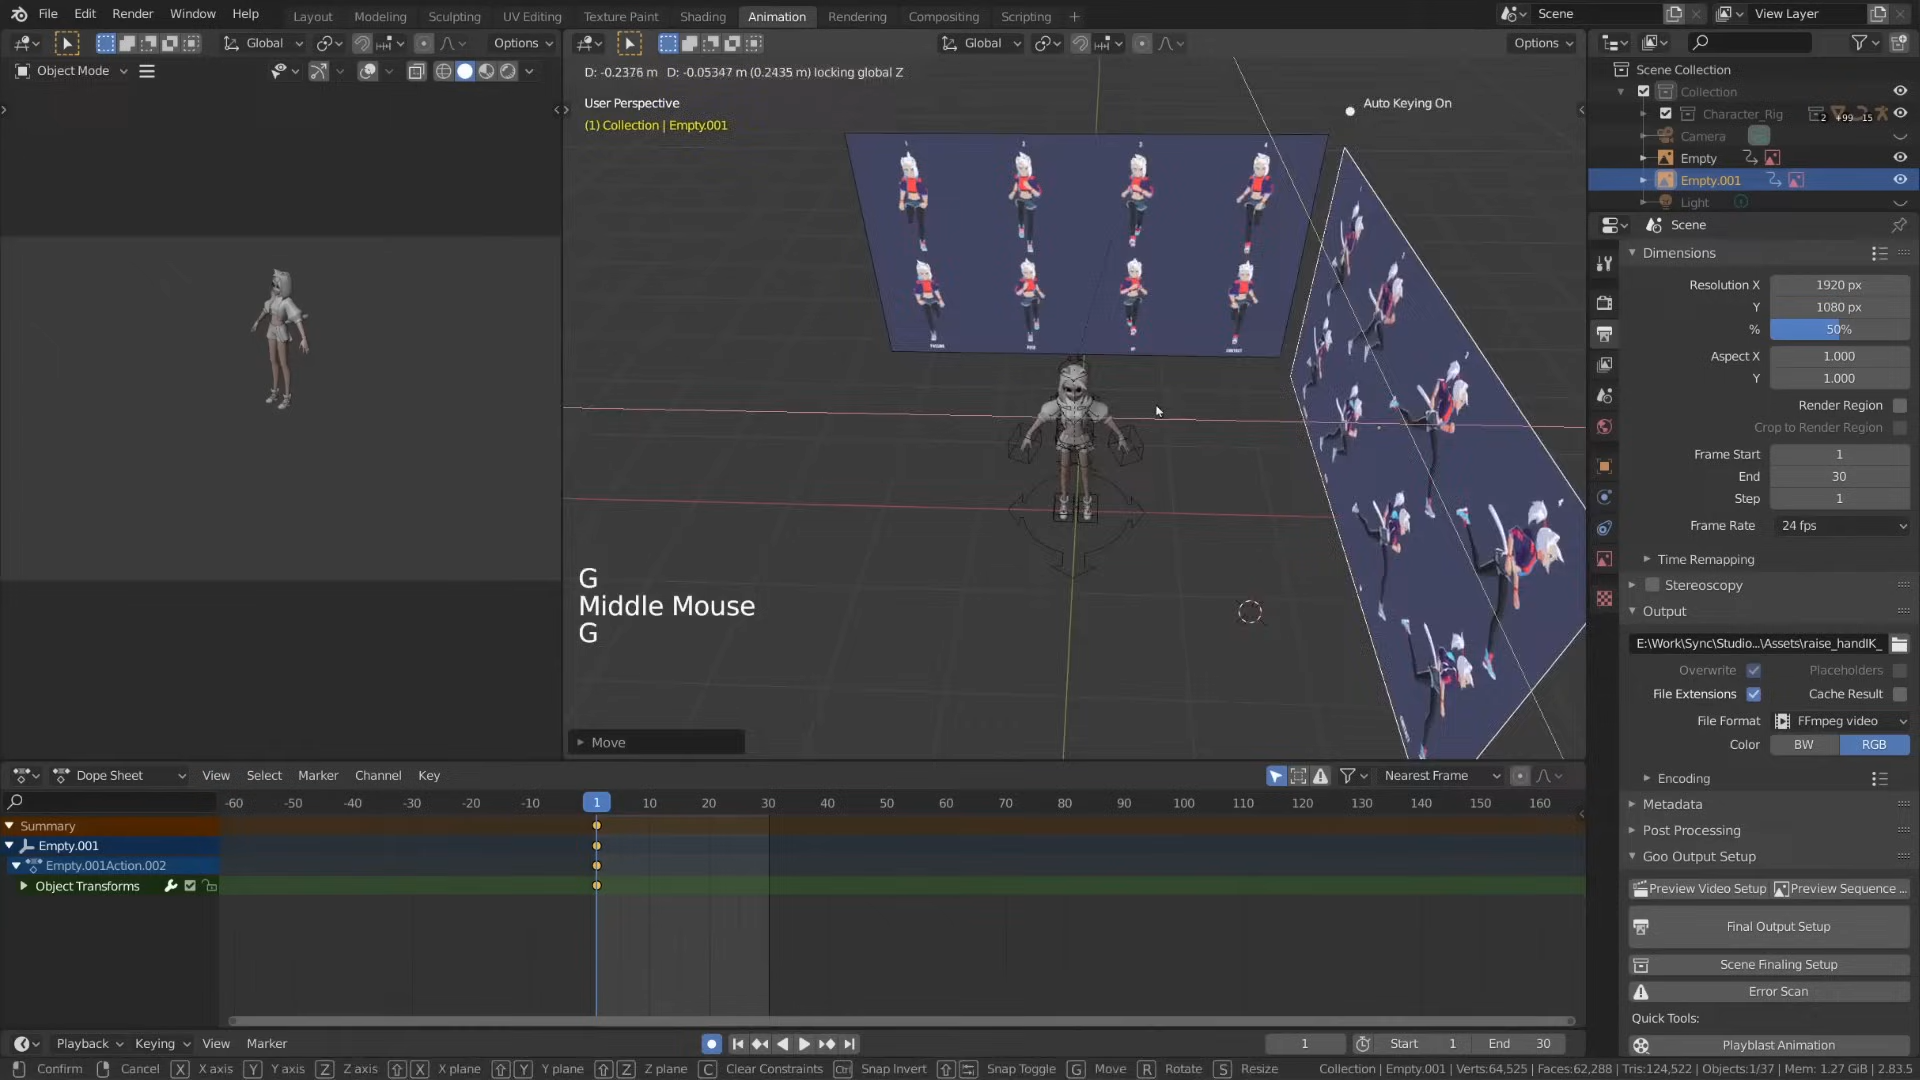 File Edit Render Window Help
Layout Modeling Sculpting UV Editing Texture Paint Shading Animation Rendering Compositing Scripting +
Scene
View Layer
Global Options
Global Options
Object Mode
D: -0.2376 m D: -0.05347 m (0.2435 m) locking global Z
User Perspective
(1) Collection | Empty.001
Auto Keying On
G
Middle Mouse
G
Move
Scene Collection
Collection
Character_Rig 2 +99 15
Camera
Empty
Empty.001
Light
Scene
Dimensions
Resolution X 1920 px
Y 1080 px
% 50%
Aspect X 1.000
Y 1.000
Render Region
Crop to Render Region
Frame Start 1
End 30
Step 1
Frame Rate 24 fps
Time Remapping
Stereoscopy
Output
E:\Work\Sync\Studio...\Assets\raise_handIK_
Overwrite Placeholders
File Extensions Cache Result
File Format FFmpeg video
Color BW RGB
Encoding
Metadata
Post Processing
Goo Output Setup
Preview Video Setup Preview Sequence ...
Final Output Setup
Scene Finaling Setup
Error Scan
Quick Tools:
Playblast Animation
Dope Sheet View Select Marker Channel Key Nearest Frame
-60 -50 -40 -30 -20 -10 1 10 20 30 40 50 60 70 80 90 100 110 120 130 140 150 160
Summary
Empty.001
Empty.001Action.002
Object Transforms
Playback Keying View Marker 1 Start 1 End 30
Confirm Cancel X X axis Y Y axis Z Z axis X X plane Y Y plane Z Z plane C Clear Constraints Ctrl Snap Invert Snap Toggle G Move R Rotate S Resize Collection | Empty.001 | Verts:64,525 | Faces:62,288 | Tris:124,522 | Objects:1/37 | Mem: 1.27 GiB | 2.83.5